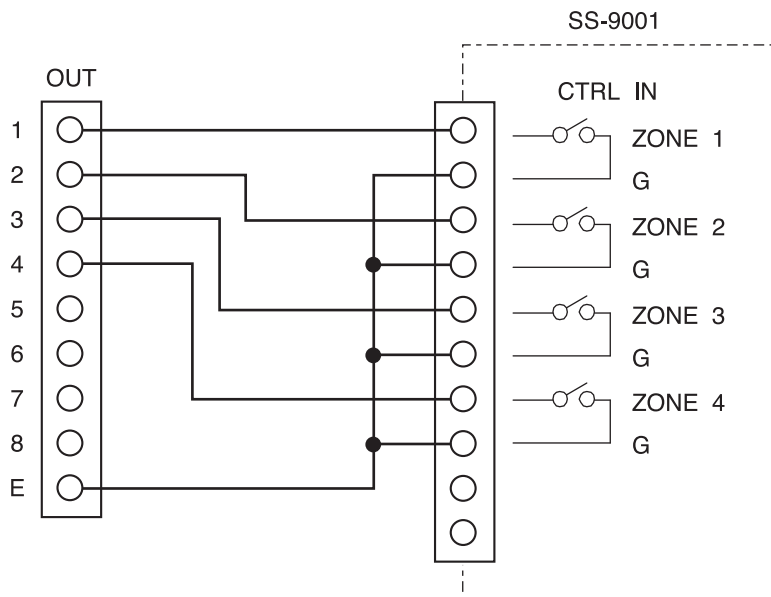 SS-9001
OUT
CTRL IN
1
2
3
4
5
6
7
8
E
ZONE 1
G
ZONE 2
G
ZONE 3
G
ZONE 4
G